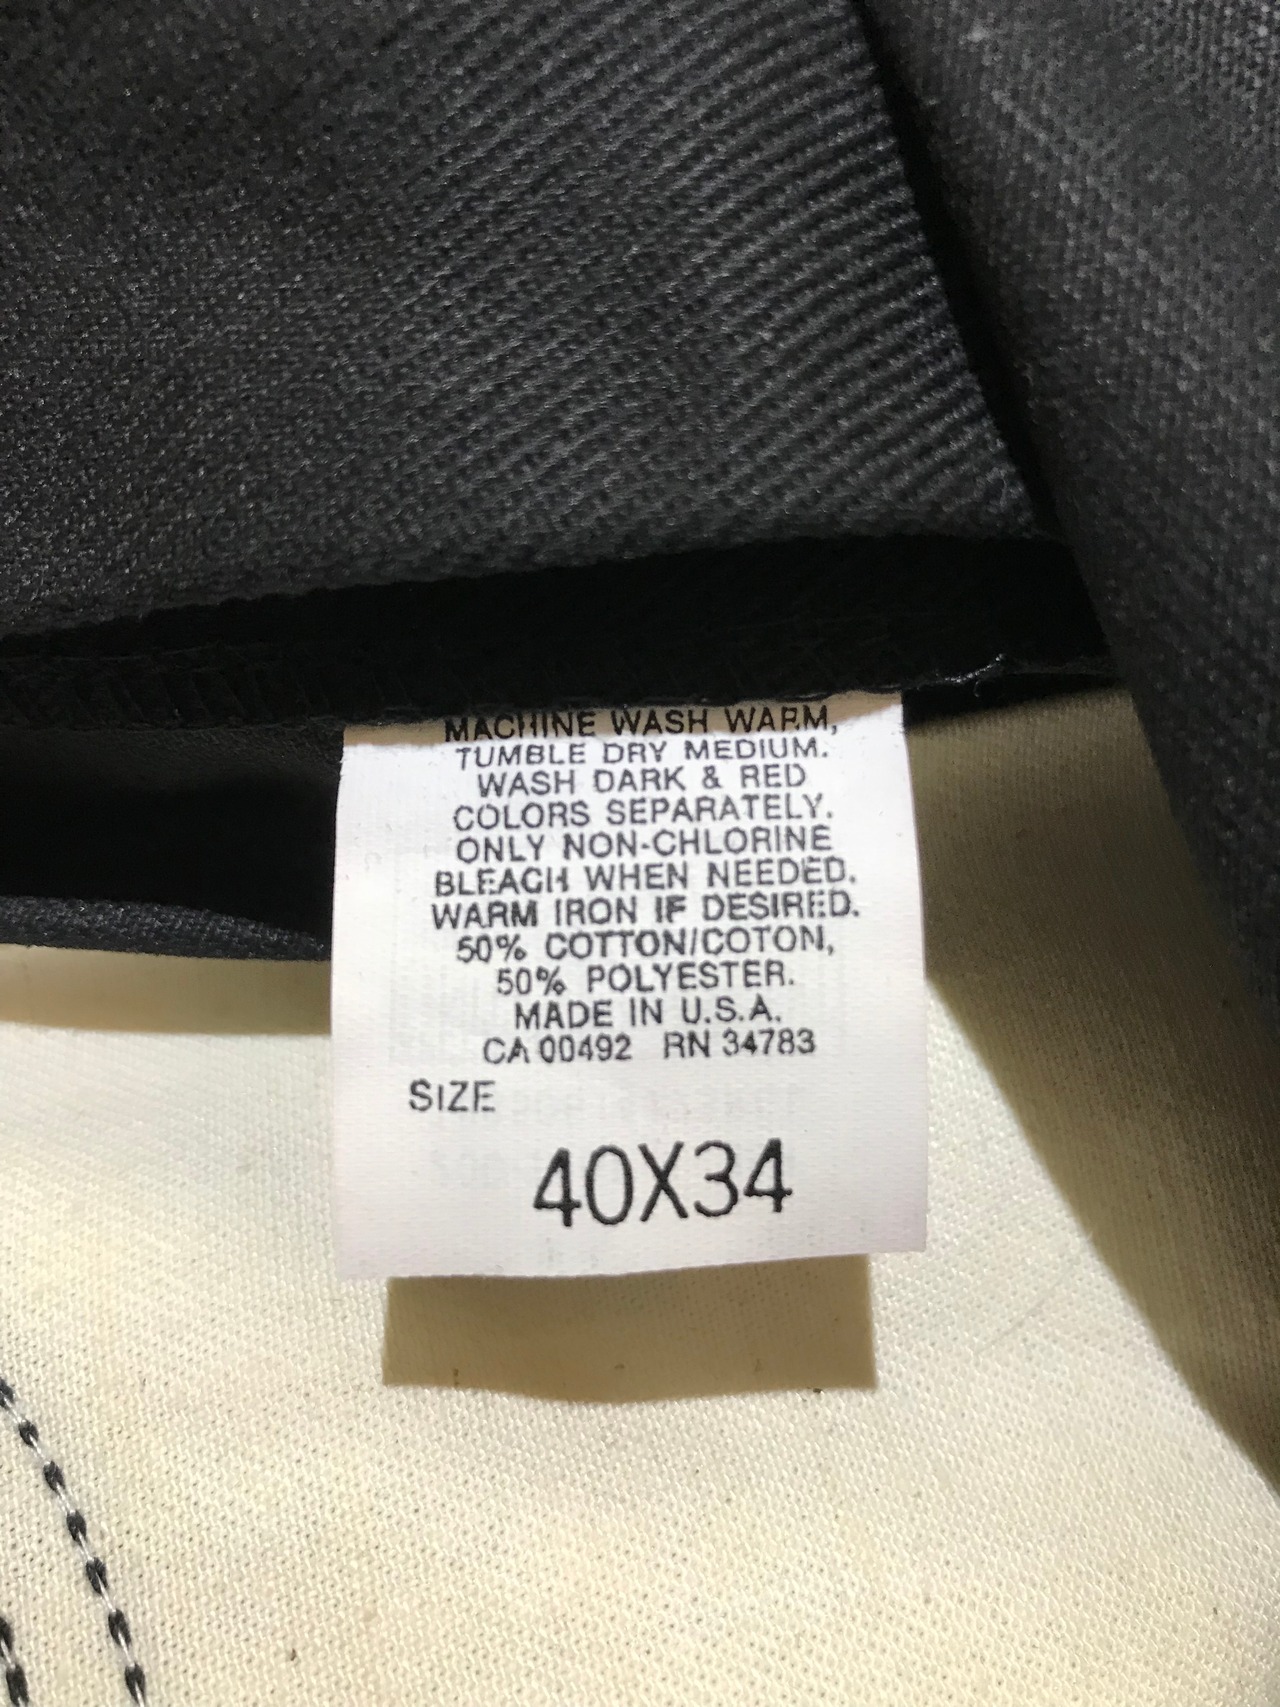 MACHINE WASH WARM,
TUMBLE DRY MEDIUM.
WASH DARK & RED
COLORS SEPARATELY.
ONLY NON-CHLORINE
BLEACH WHEN NEEDED.
WARM IRON IF DESIRED.
50% COTTON/COTON,
50% POLYESTER.
MADE IN U.S.A.
CA 00492 RN 34783
SIZE
40X34